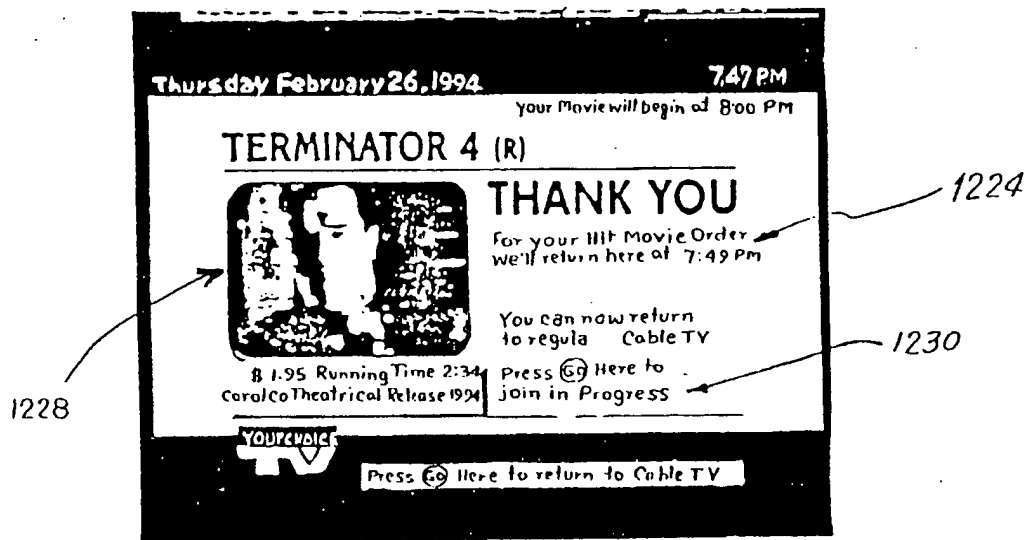 Thursday February 26, 1994 7,47 PM
Your Movie will begin at 8:00 PM
TERMINATOR 4 (R)
THANK YOU
1224
For your Hit Movie Order
We'll return here at 7:49 PM
1228
You can now return
to regula Cable TV
1230
$ 1.95 Running Time 2:34
Carolco Theatrical Release 1994
Press Go Here to
join in Progress
YOUR CHOICE
TV
Press Go Here to return to Cable TV